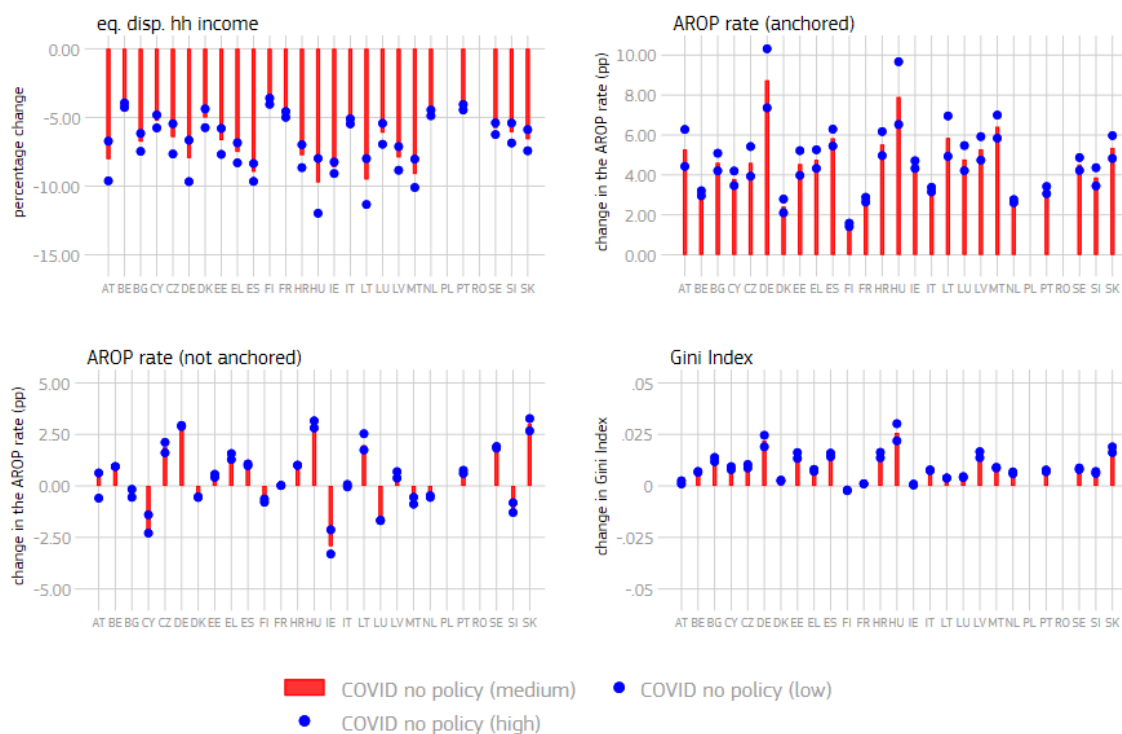 eq. disp. hh income
AROP rate (anchored)
percentage change
0.00
-5.00
-10.00
-15.00
AT BE BG CY CZ DE DK EE EL ES FI FR HR HU IE IT LT LU LV MT NL PL PT RO SE SI SK
change in the AROP rate (pp)
10.00
8.00
6.00
4.00
2.00
0.00
AT BE BG CY CZ DE DK EE EL ES FI FR HR HU IE IT LT LU LV MT NL PL PT RO SE SI SK
AROP rate (not anchored)
Gini Index
change in the AROP rate (pp)
5.00
2.50
0.00
-2.50
-5.00
AT BE BG CY CZ DE DK EE EL ES FI FR HR HU IE IT LT LU LV MT NL PL PT RO SE SI SK
change in Gini Index
.05
.025
0
-.025
-.05
AT BE BG CY CZ DE DK EE EL ES FI FR HR HU IE IT LT LU LV MT NL PL PT RO SE SI SK
COVID no policy (medium)
COVID no policy (low)
COVID no policy (high)